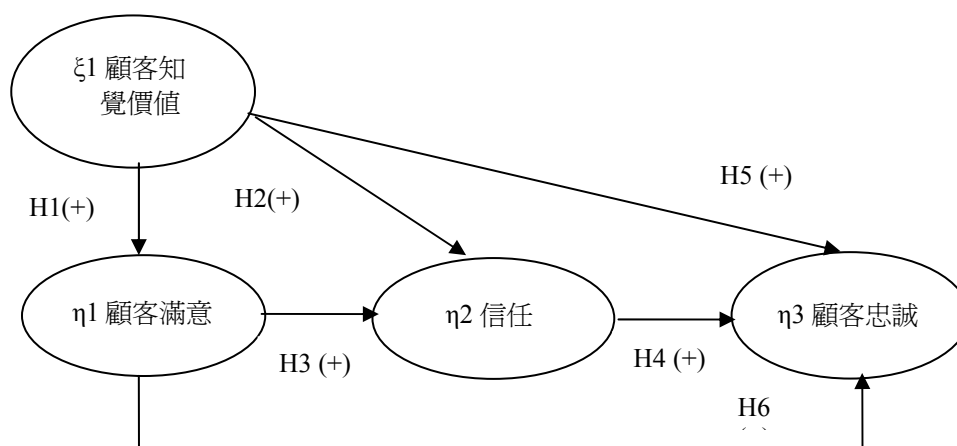 ξ1 顧客知
覺價值
H1(+)
H2(+)
H5 (+)
η1 顧客滿意
η2 信任
η3 顧客忠誠
H3 (+)
H4 (+)
H6